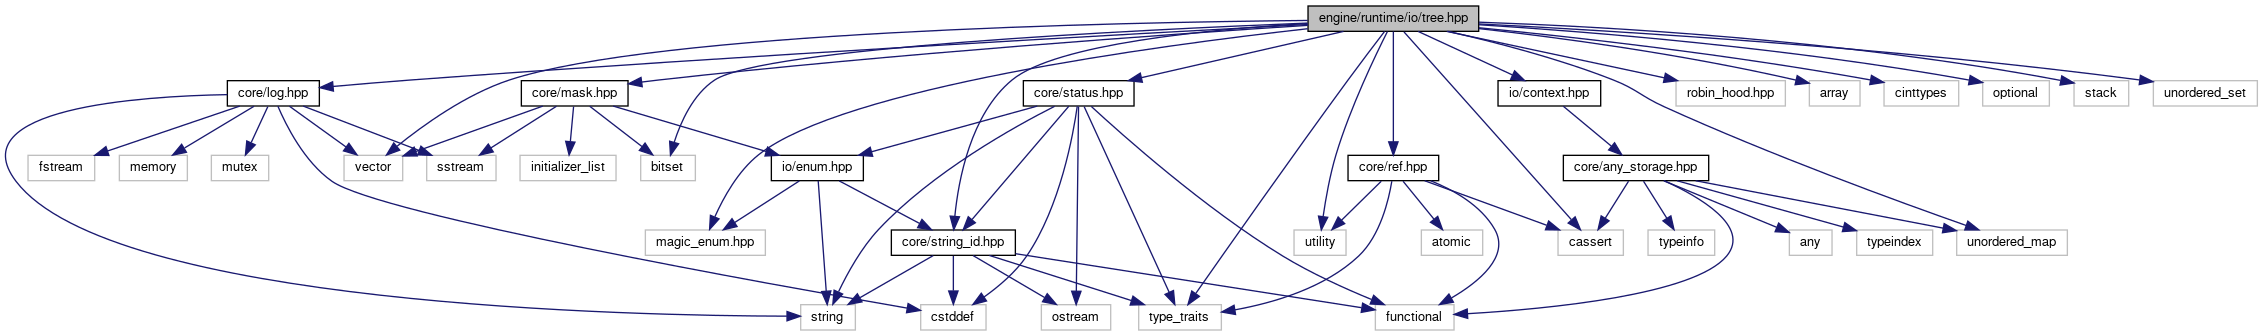 engine/runtime/io/tree.hpp
core/log.hpp
core/mask.hpp
core/status.hpp
io/context.hpp
robin_hood.hpp
array
cinttypes
optional
stack
unordered_set
fstream
memory
mutex
vector
sstream
initializer_list
bitset
io/enum.hpp
core/ref.hpp
core/any_storage.hpp
magic_enum.hpp
core/string_id.hpp
utility
atomic
cassert
typeinfo
any
typeindex
unordered_map
string
cstddef
ostream
type_traits
functional